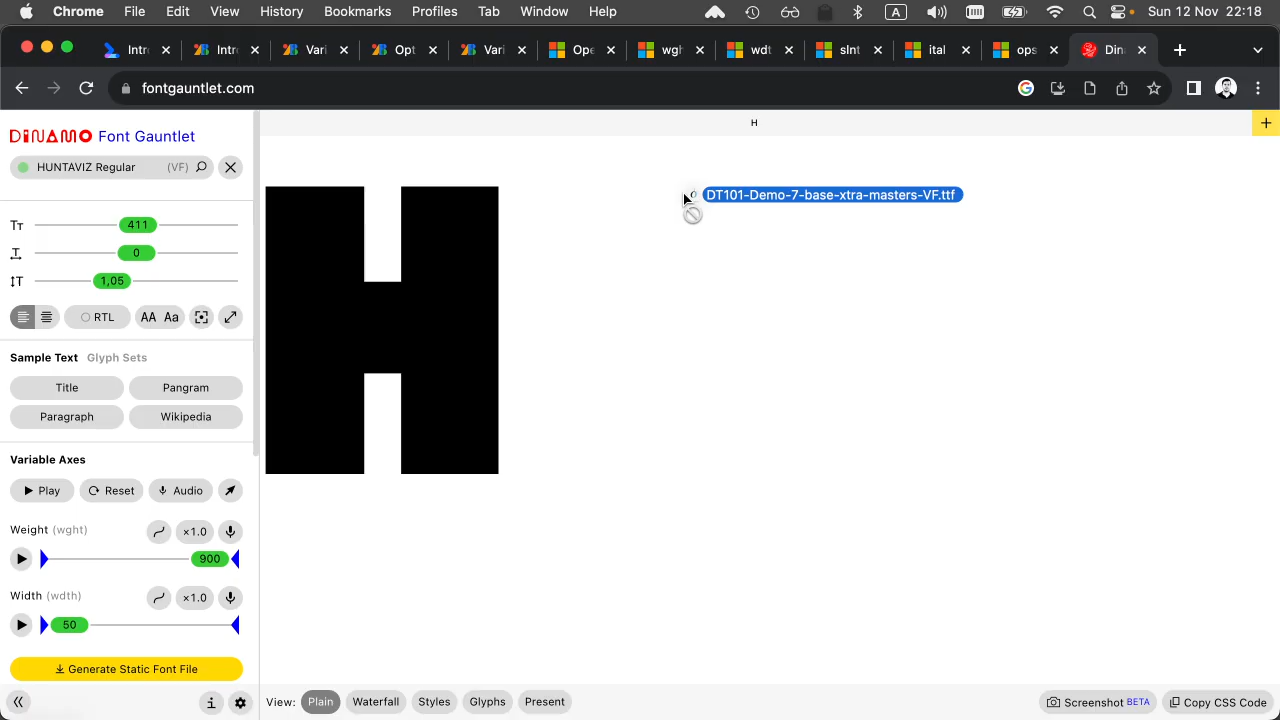 Chrome File Edit View History Bookmarks Profiles Tab Window Help A Sun 12 Nov 22:18
Intro Intro Vari Opt Vari Ope wgh wdt slnt ital ops Din
fontgauntlet.com
DINAMO Font Gauntlet
H
HUNTAVIZ Regular (VF)
DT101-Demo-7-base-xtra-masters-VF.ttf
411
0
1,05
RTL AA Aa
Sample Text Glyph Sets
Title Pangram
Paragraph Wikipedia
Variable Axes
Play Reset Audio
Weight (wght) ×1.0
900
Width (wdth) ×1.0
50
Generate Static Font File
View: Plain Waterfall Styles Glyphs Present Screenshot BETA Copy CSS Code
H